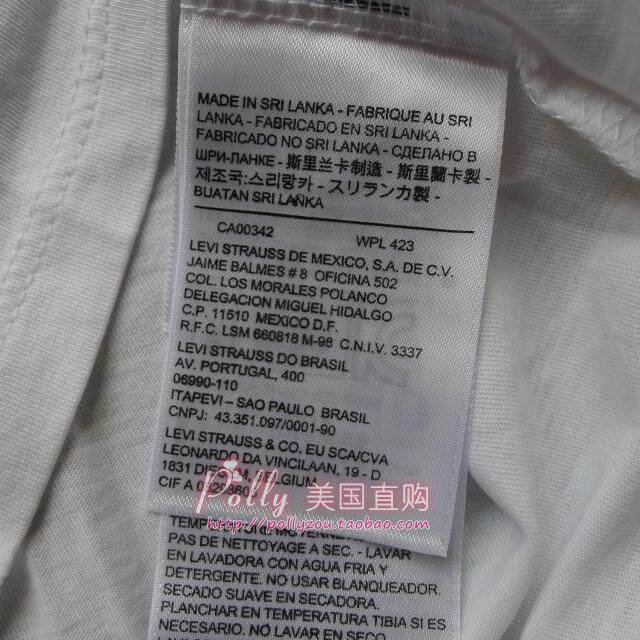 MADE IN SRI LANKA - FABRIQUE AU SRI
LANKA - FABRICADO EN SRI LANKA -
FABRICADO NO SRI LANKA - СДЕЛАНО В
ШРИ-ЛАНКЕ - 斯里兰卡制造 - 斯里蘭卡製 -
제조국:스리랑카 - スリランカ製 -
BUATAN SRI LANKA
CA00342 WPL 423
LEVI STRAUSS DE MEXICO, S.A. DE C.V.
JAIME BALMES # 8 OFICINA 502
COL. LOS MORALES POLANCO
DELEGACION MIGUEL HIDALGO
C.P. 11510 MEXICO D.F.
R.F.C. LSM 660818 M-98 C.N.I.V. 3337
LEVI STRAUSS DO BRASIL
AV. PORTUGAL, 400
06990-110
ITAPEVI – SAO PAULO BRASIL
CNPJ: 43.351.097/0001-90
LEVI STRAUSS & CO. EU SCA/CVA
LEONARDO DA VINCILAAN, 19 - D
1831 BELGIUM
CIF A
Polly 美国直购
http://pollyzou.taobao.com
PAS DE NETTOYAGE A SEC. - LAVAR
EN LAVADORA CON AGUA FRIA Y
DETERGENTE. NO USAR BLANQUEADOR.
SECADO SUAVE EN SECADORA.
PLANCHAR EN TEMPERATURA TIBIA SI ES